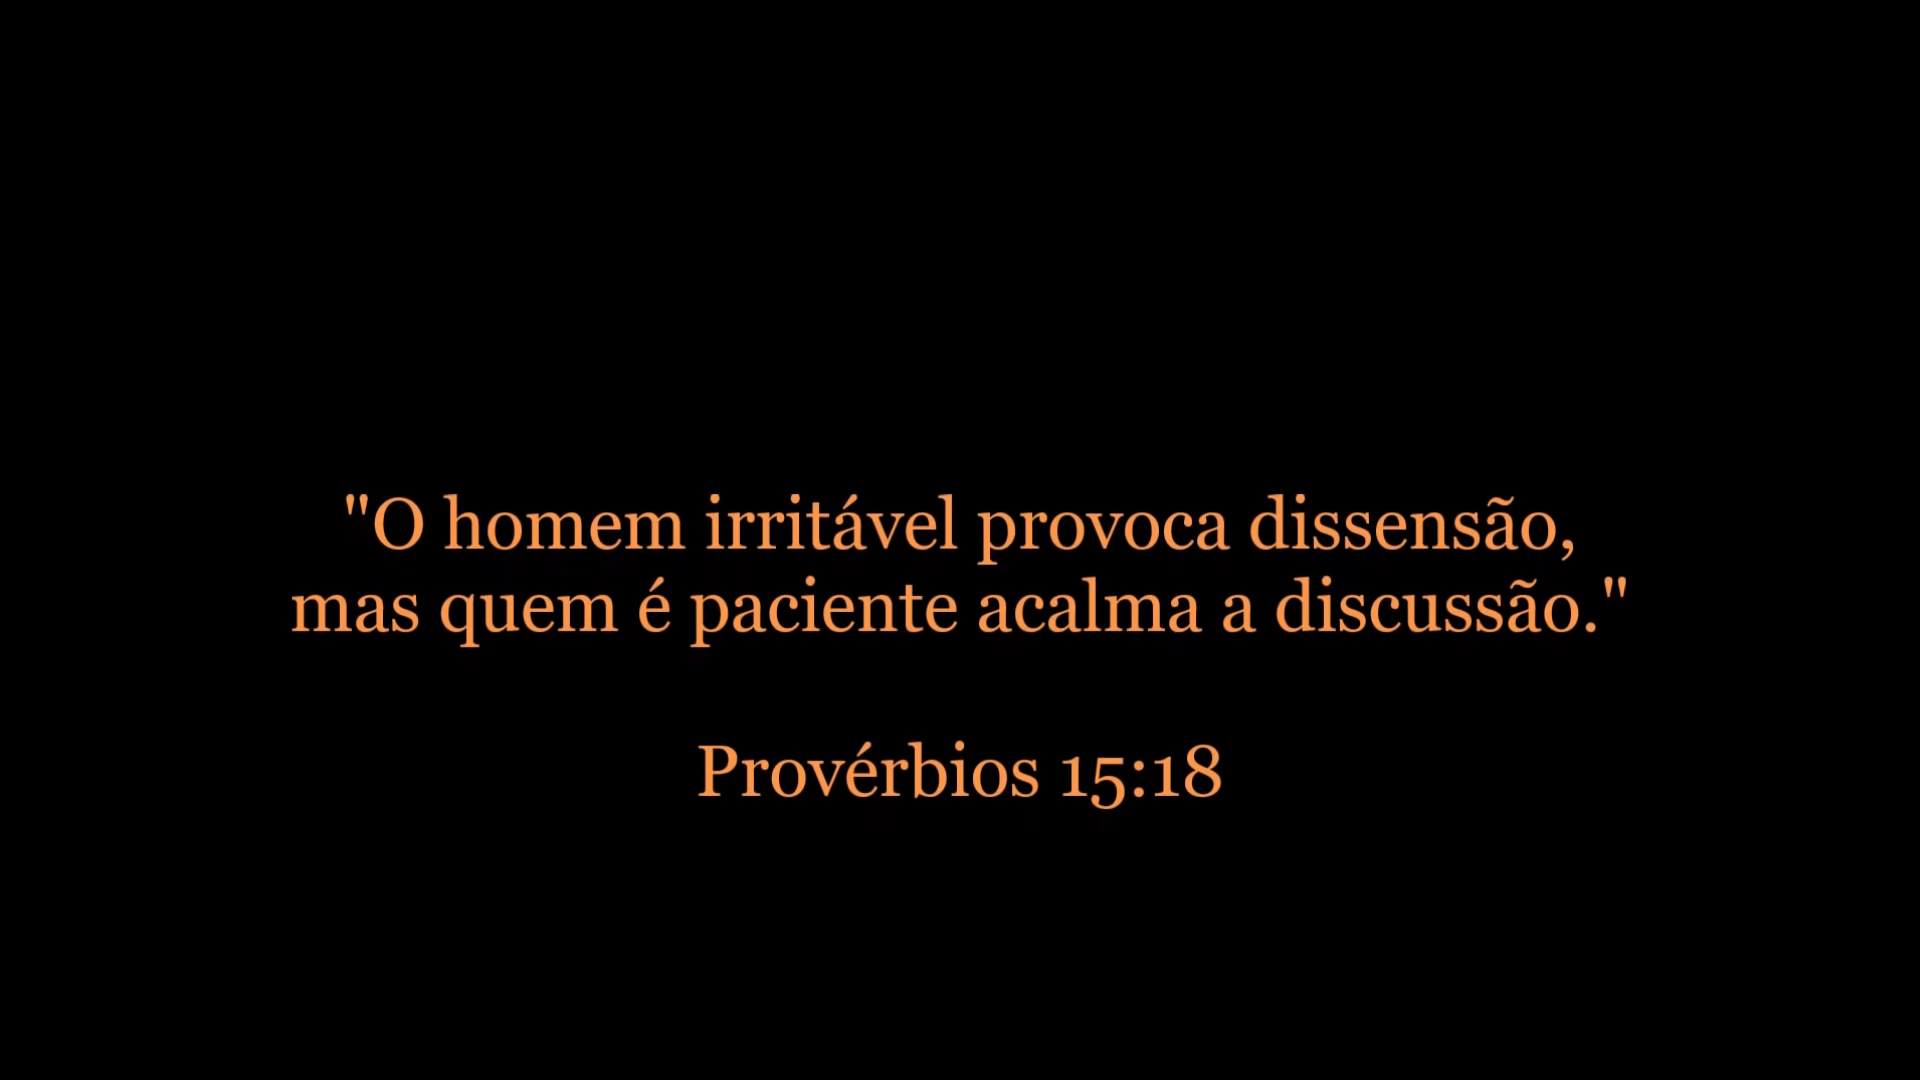 "O homem irritável provoca dissensão,
mas quem é paciente acalma a discussão."
Provérbios 15:18